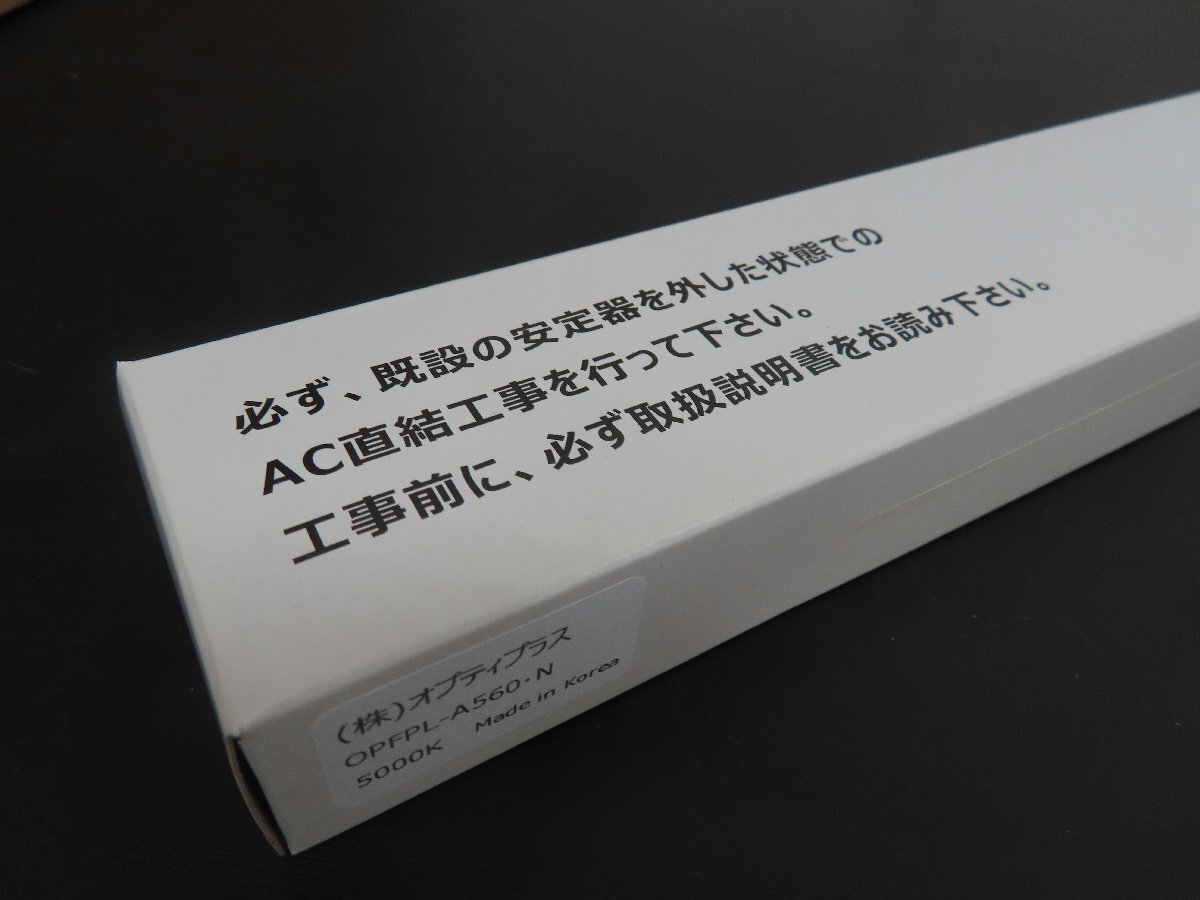 必ず、既設の安定器を外した状態での
AC直結工事を行って下さい。
工事前に、必ず取扱説明書をお読み下さい。
(株)オプティプラス
OPFPL-A560・N
5000K Made in Korea